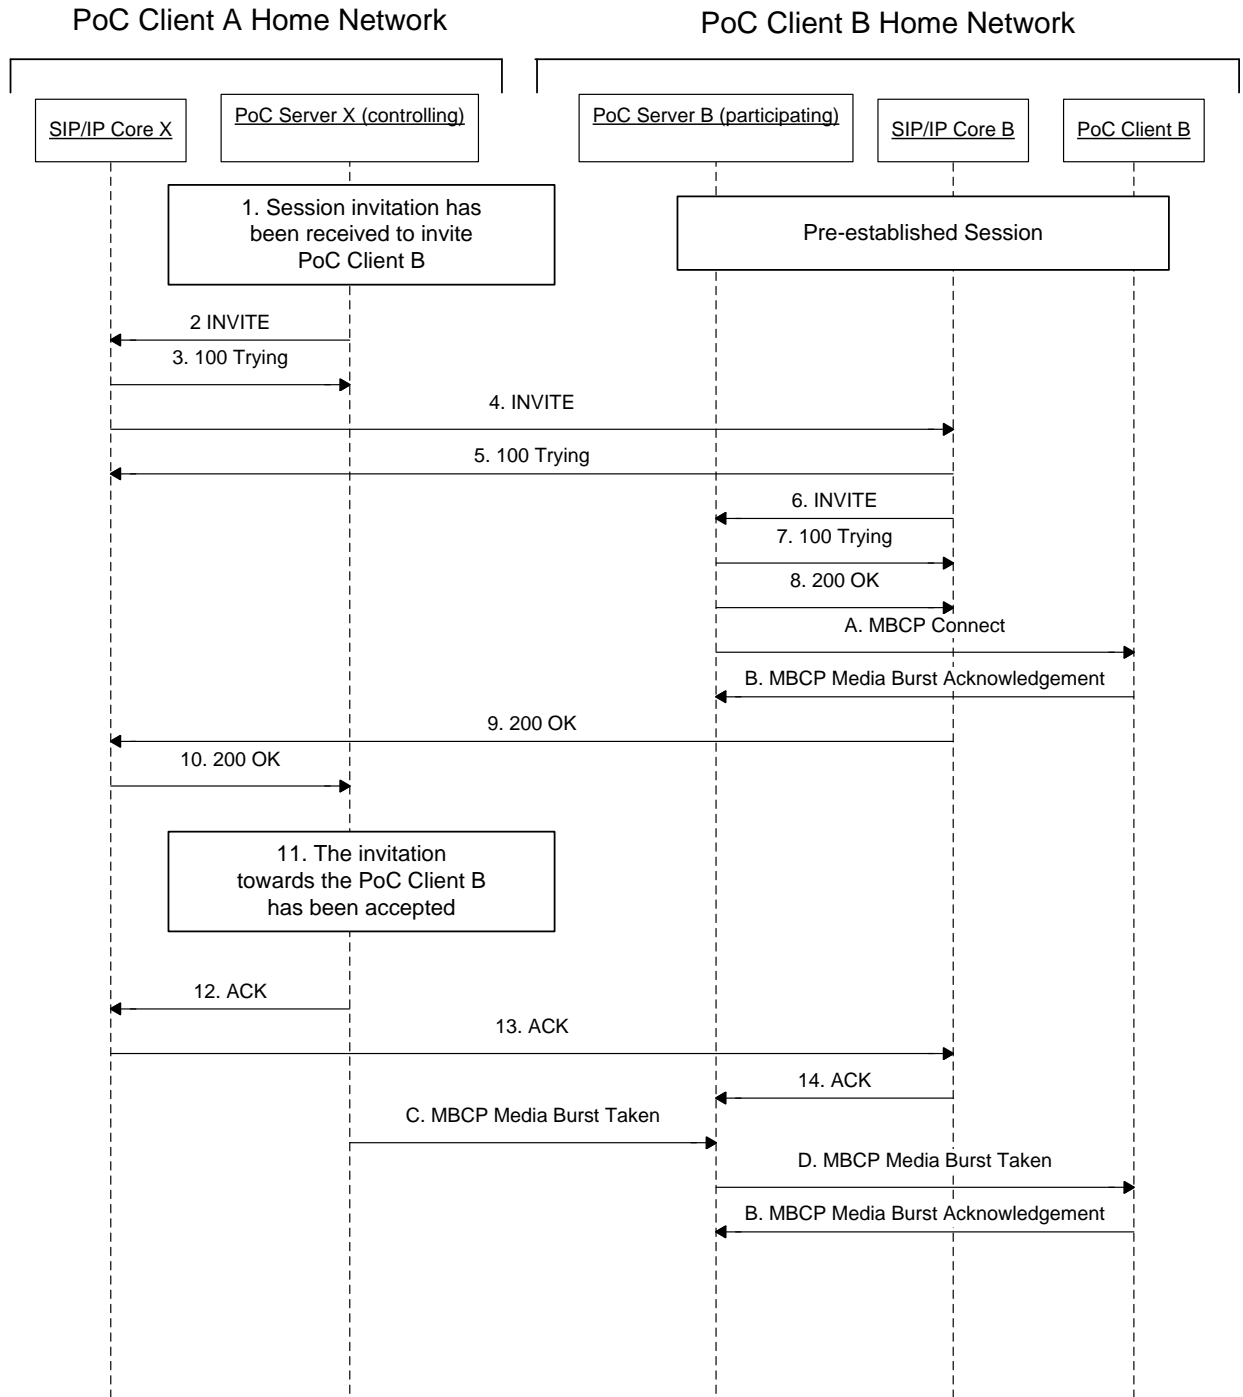 PoC Client A Home Network
PoC Client B Home Network
SIP/IP Core X
PoC Server X (controlling)
PoC Server B (participating)
SIP/IP Core B
PoC Client B
1. Session invitation has
been received to invite
PoC Client B
Pre-established Session
2 INVITE
3. 100 Trying
4. INVITE
5. 100 Trying
6. INVITE
7. 100 Trying
8. 200 OK
A. MBCP Connect
B. MBCP Media Burst Acknowledgement
9. 200 OK
10. 200 OK
11. The invitation
towards the PoC Client B
has been accepted
12. ACK
13. ACK
14. ACK
C. MBCP Media Burst Taken
D. MBCP Media Burst Taken
B. MBCP Media Burst Acknowledgement